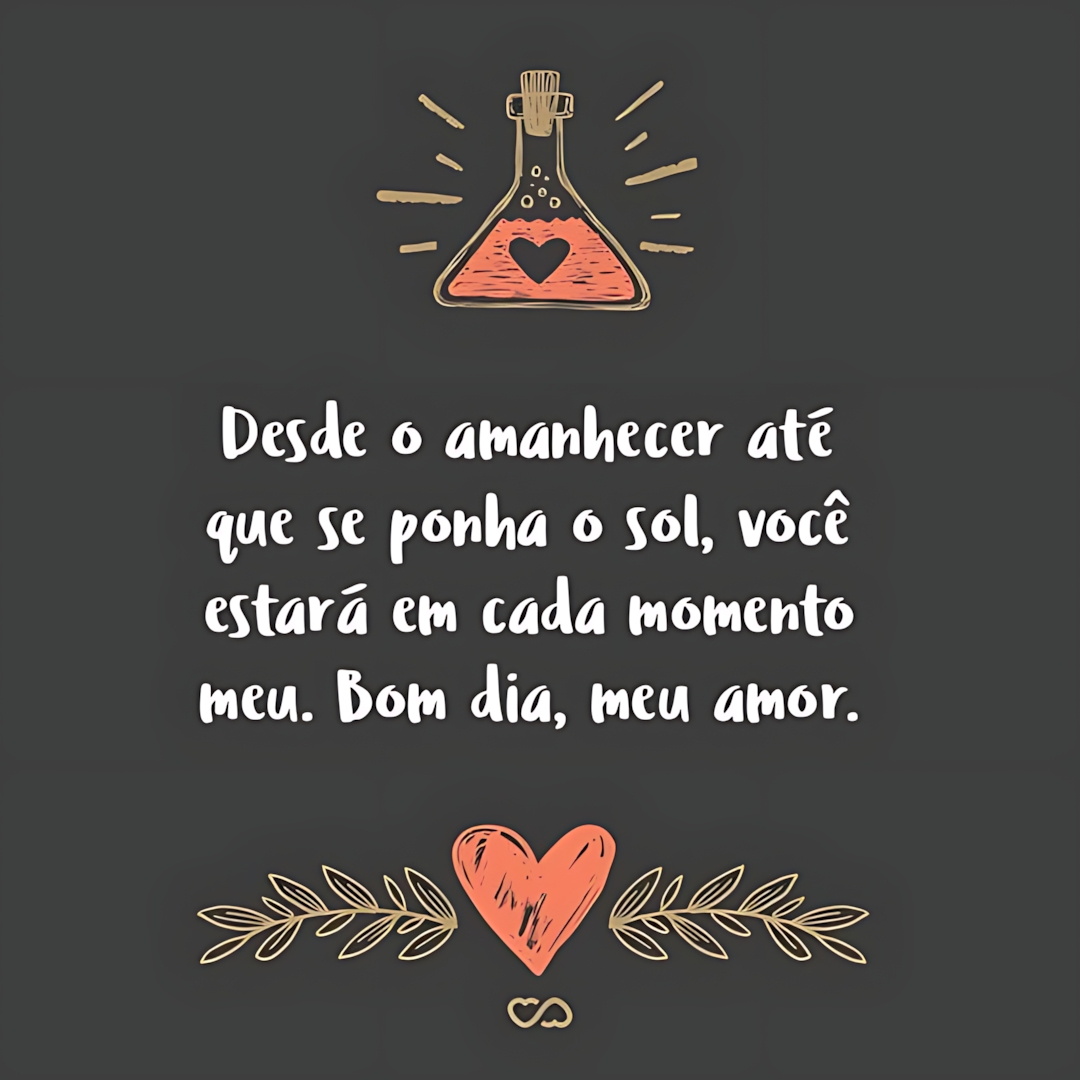 Desde o amanhecer até
que se ponha o sol, você
estará em cada momento
meu. Bom dia, meu amor.